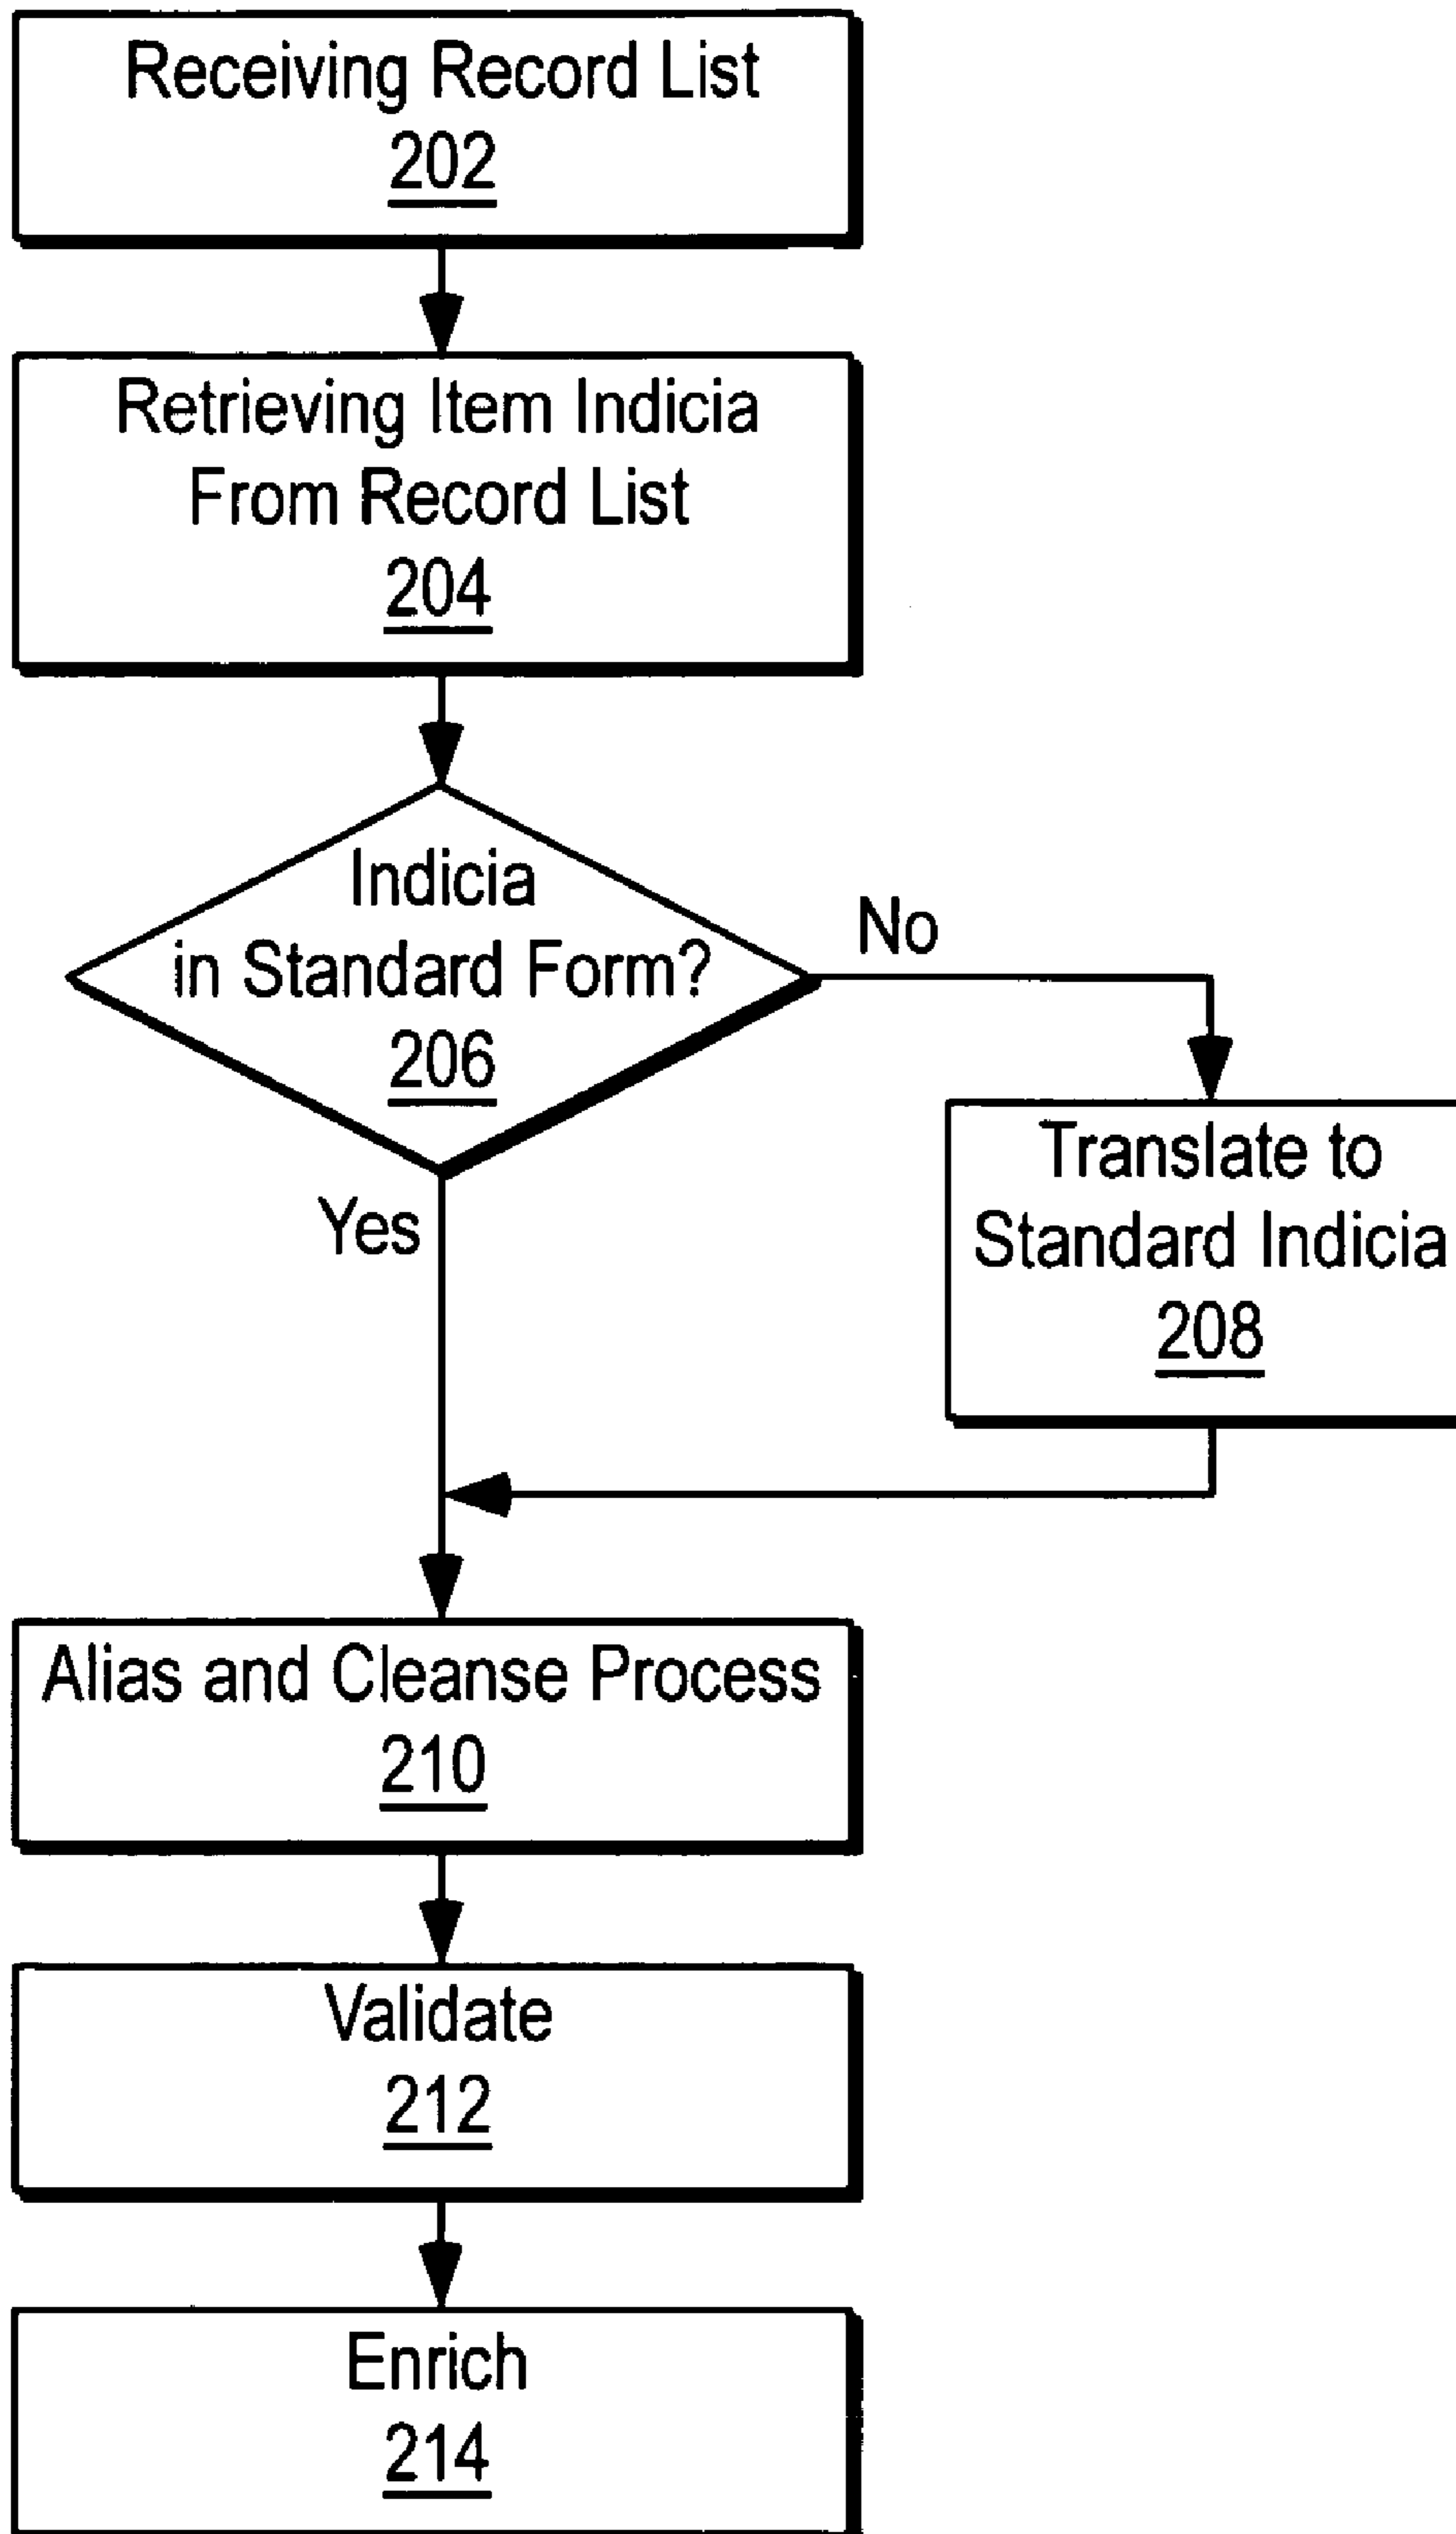 Receiving Record List
202
Retrieving Item Indicia
From Record List
204
Indicia
in Standard Form?
206
No
Translate to
Standard Indicia
208
Yes
Alias and Cleanse Process
210
Validate
212
Enrich
214